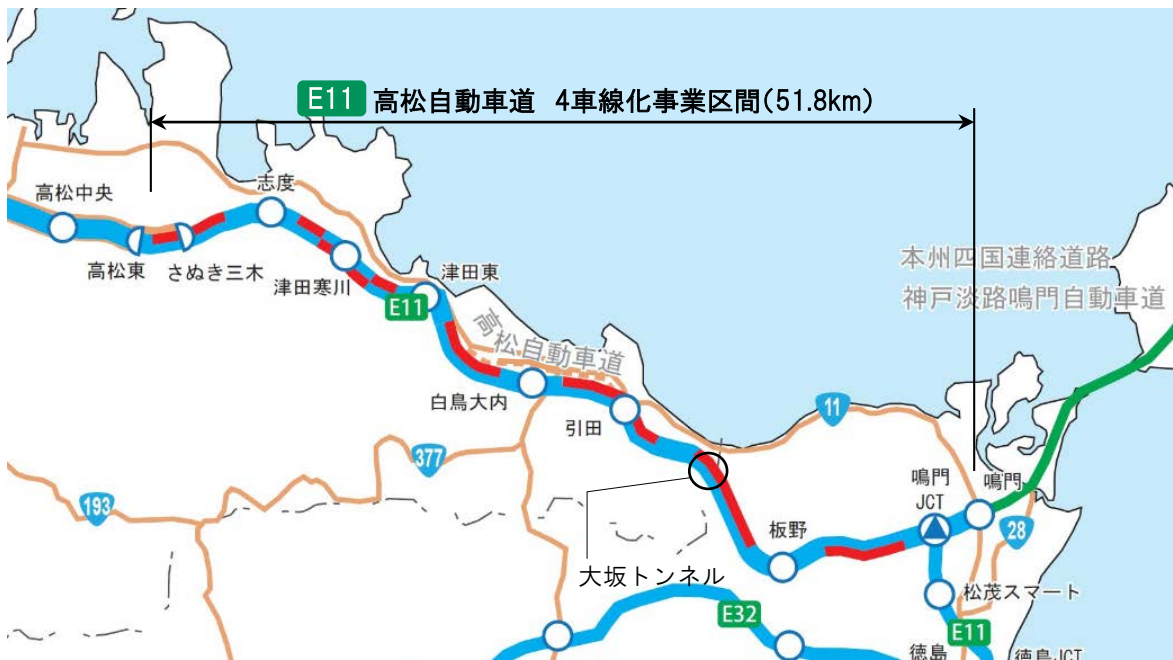 E11 高松自動車道 4車線化事業区間(51.8km)
高松中央
志度
高松東
さぬき三木
津田寒川
津田東
E11
高松自動車道
本州四国連絡道路
神戸淡路鳴門自動車道
白鳥大内
引田
11
377
193
鳴門
JCT
鳴門
28
板野
大坂トンネル
松茂スマート
E32
E11
徳島
徳島JCT